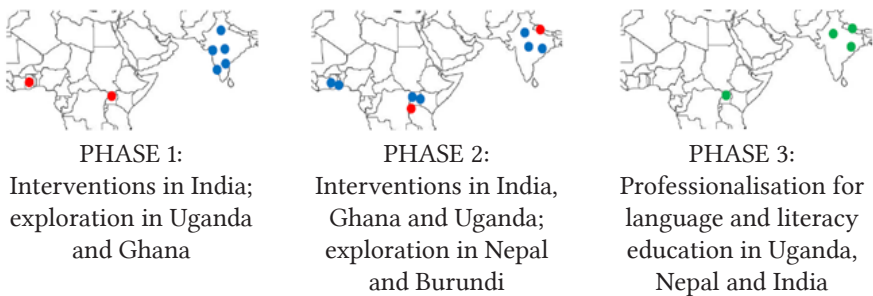 PHASE 1:
Interventions in India;
exploration in Uganda
and Ghana
PHASE 2:
Interventions in India,
Ghana and Uganda;
exploration in Nepal
and Burundi
PHASE 3:
Professionalisation for
language and literacy
education in Uganda,
Nepal and India